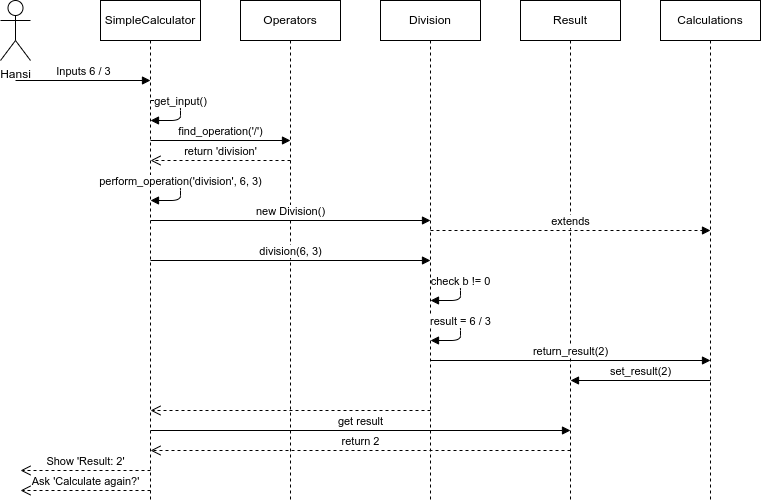 SimpleCalculator
Operators
Division
Result
Calculations
Hansi
Inputs 6 / 3
get_input()
find_operation('/')
return 'division'
perform_operation('division', 6, 3)
new Division()
extends
division(6, 3)
check b != 0
result = 6 / 3
return_result(2)
set_result(2)
get result
return 2
Show 'Result: 2'
Ask 'Calculate again?'